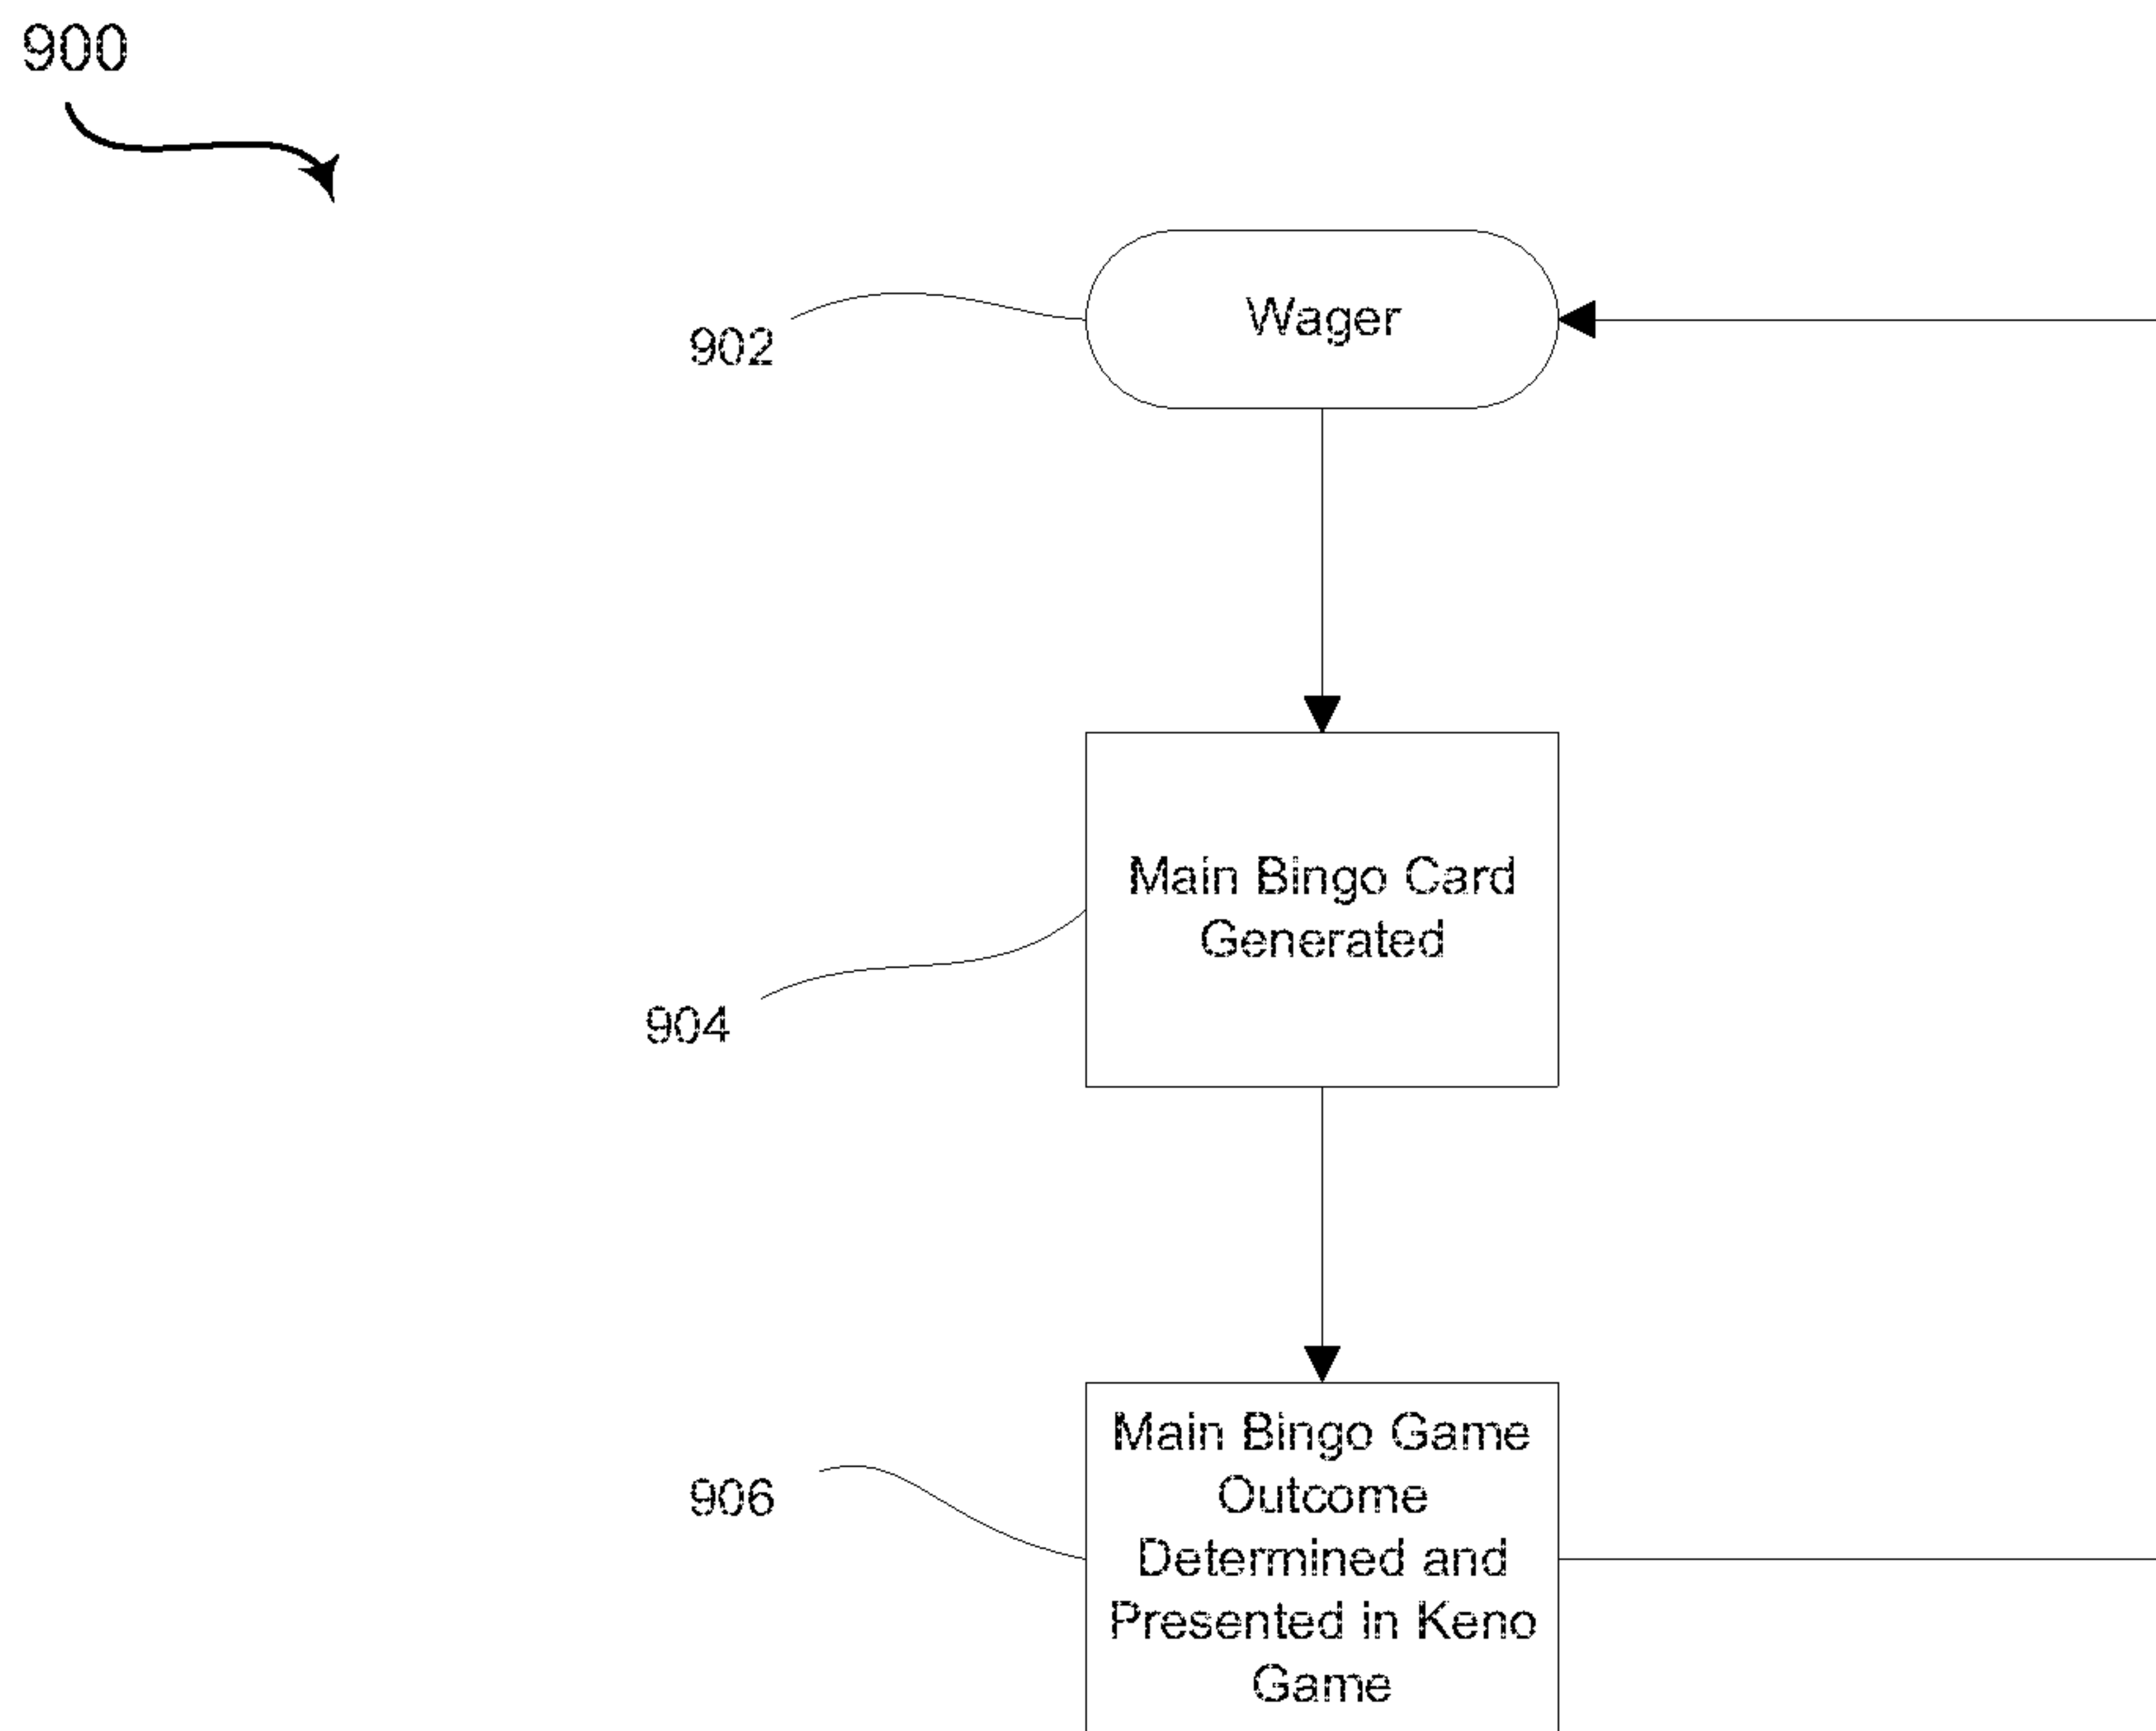 900
Wager
902
Main Bingo Card
Generated
904
Main Bingo Game
Outcome
Determined and
Presented in Keno
Game
906